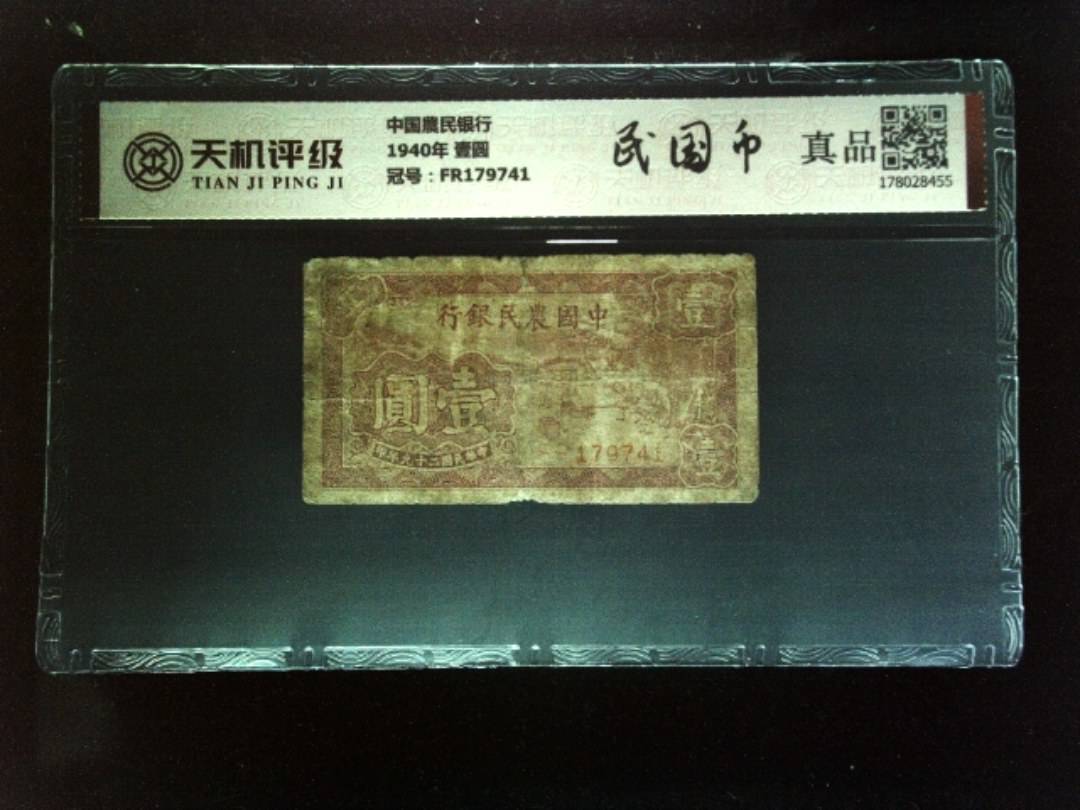 天机评级
TIAN JI PING JI
中国農民银行
1940年 壹圆
冠号：FR179741
民国币
真品
178028455
行銀民農國中
壹
圓壹
179741
壹